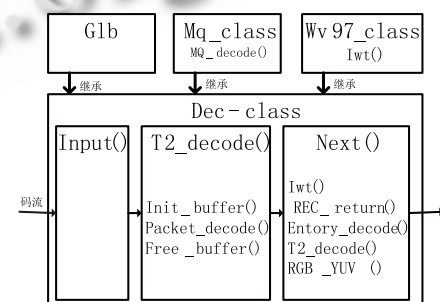 Glb
Mq_class
MQ_decode()
Wv97_class
Iwt()
继承
继承
继承
Dec-class
Input()
T2_decode()
Next()
码流
Init_buffer()
Packet_decode()
Free_buffer()
Iwt()
REC_return()
Entory_decode()
T2_decode()
RGB_YUV ()